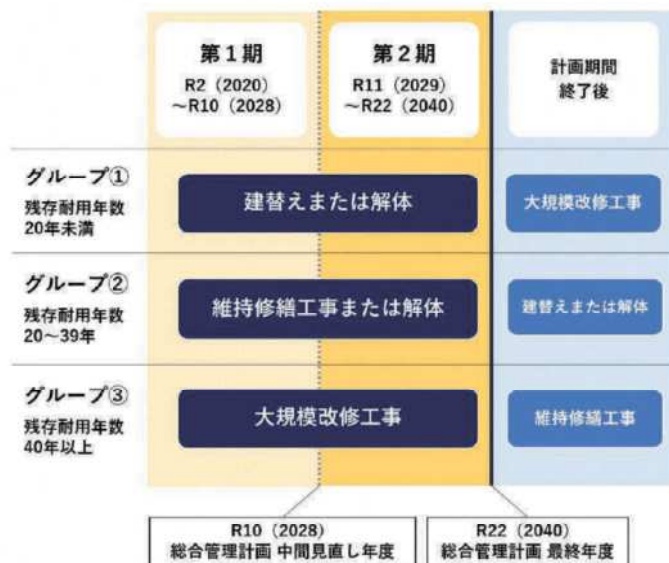 第1期
R2（2020）
～R10（2028）
第2期
R11（2029）
～R22（2040）
計画期間
終了後
グループ①
残存耐用年数
20年未満
建替えまたは解体
大規模改修工事
グループ②
残存耐用年数
20～39年
維持修繕工事または解体
建替えまたは解体
グループ③
残存耐用年数
40年以上
大規模改修工事
維持修繕工事
R10（2028）
総合管理計画 中間見直し年度
R22（2040）
総合管理計画 最終年度